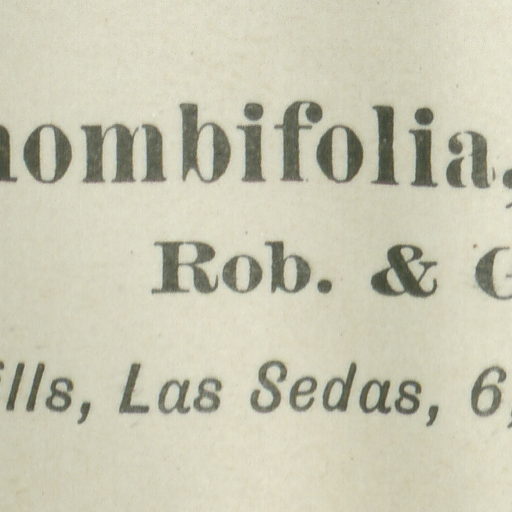 hombifolia,
Rob. & G
ills, Las Sedas, 6,